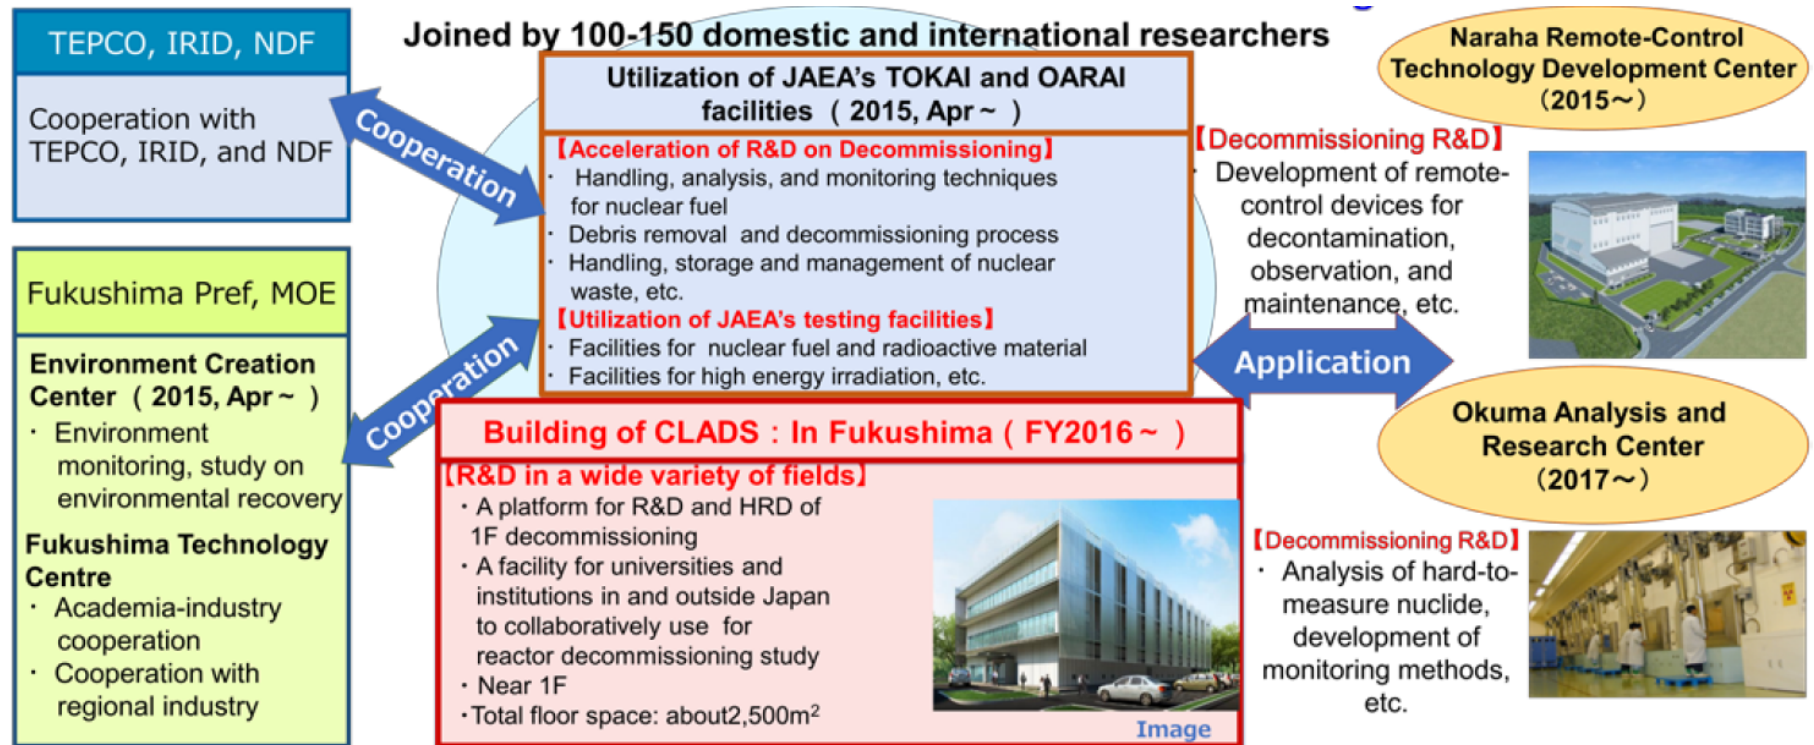 TEPCO, IRID, NDF
Cooperation with
TEPCO, IRID, and NDF
Fukushima Pref, MOE
Environment Creation
Center ( 2015, Apr ~ )
・ Environment
monitoring, study on
environmental recovery
Fukushima Technology
Centre
・ Academia-industry
cooperation
・ Cooperation with
regional industry
Cooperation
Cooperation
Joined by 100-150 domestic and international researchers
Utilization of JAEA's TOKAI and OARAI
facilities ( 2015, Apr ~ )
【Acceleration of R&D on Decommissioning】
・ Handling, analysis, and monitoring techniques
for nuclear fuel
・ Debris removal and decommissioning process
・ Handling, storage and management of nuclear
waste, etc.
【Utilization of JAEA's testing facilities】
・ Facilities for nuclear fuel and radioactive material
・ Facilities for high energy irradiation, etc.
Building of CLADS : In Fukushima ( FY2016 ~ )
【R&D in a wide variety of fields】
・A platform for R&D and HRD of
1F decommissioning
・A facility for universities and
institutions in and outside Japan
to collaboratively use for
reactor decommissioning study
・Near 1F
・Total floor space: about2,500m²
Image
Application
Naraha Remote-Control
Technology Development Center
（2015～）
【Decommissioning R&D】
・ Development of remote-
control devices for
decontamination,
observation, and
maintenance, etc.
Okuma Analysis and
Research Center
（2017～）
【Decommissioning R&D】
・ Analysis of hard-to-
measure nuclide,
development of
monitoring methods,
etc.